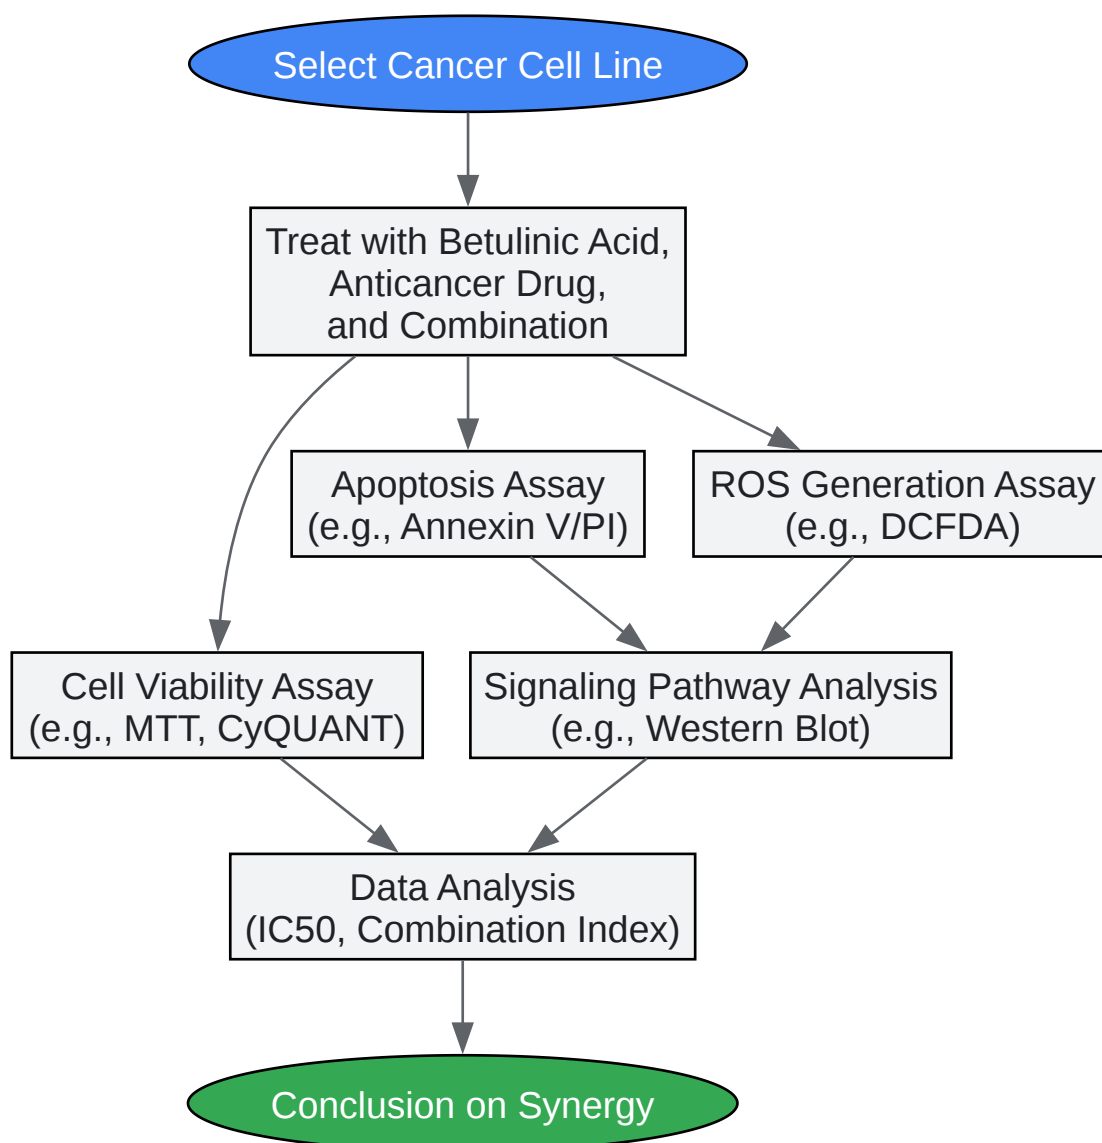 Select Cancer Cell Line
Treat with Betulinic Acid,
Anticancer Drug,
and Combination
Apoptosis Assay
(e.g., Annexin V/PI)
ROS Generation Assay
(e.g., DCFDA)
Cell Viability Assay
(e.g., MTT, CyQUANT)
Signaling Pathway Analysis
(e.g., Western Blot)
Data Analysis
(IC50, Combination Index)
Conclusion on Synergy